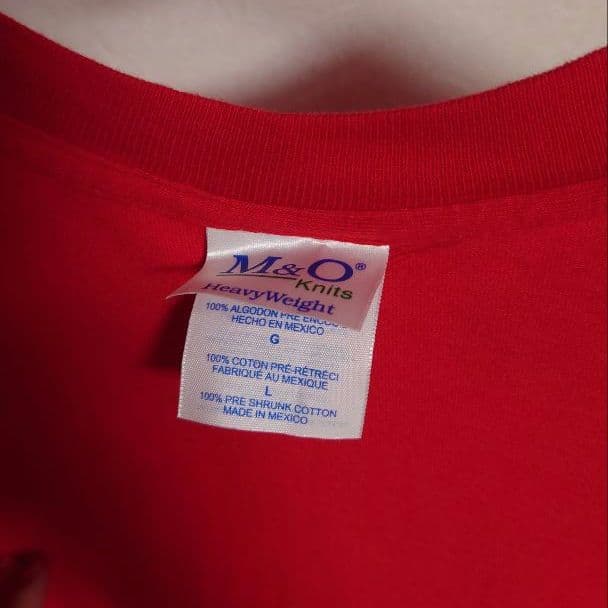 M&O®
Knits
HeavyWeight
100% ALGODON PRE ENCOG
HECHO EN MEXICO
G
100% COTON PRÉ-RÉTRÉCI
FABRIQUÉ AU MEXIQUE
L
100% PRE SHRUNK COTTON
MADE IN MEXICO